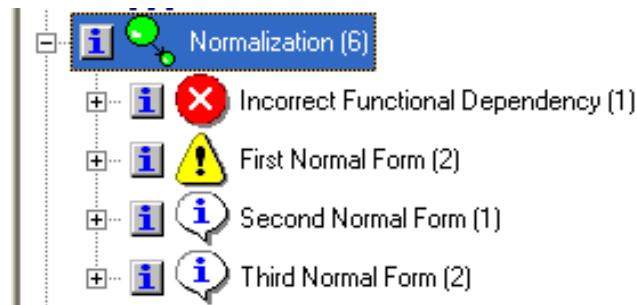 Normalization (6)
Incorrect Functional Dependency (1)
First Normal Form (2)
Second Normal Form (1)
Third Normal Form (2)